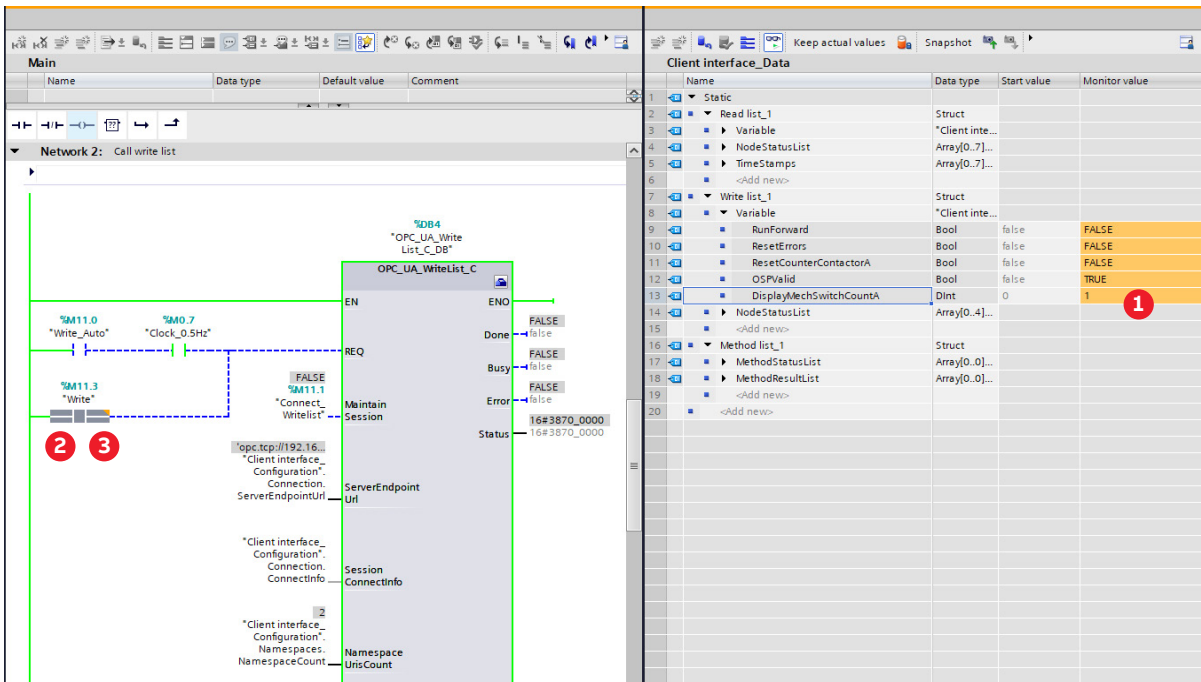 Main
Name Data type Default value Comment
Network 2: Call write list
%DB4
"OPC_UA_Write
List_C_DB"
OPC_UA_WriteList_C
EN ENO
%M11.0 %M0.7
"Write_Auto" "Clock_0.5Hz"
REQ
FALSE
Done false
FALSE
Busy false
FALSE
Error false
16#3870_0000
Status 16#3870_0000
FALSE
%M11.1
"Connect_
Writelist"
Maintain
Session
%M11.3
"Write"
2 3
'opc.tcp://192.16...
"Client interface_
Configuration".
Connection.
ServerEndpointUrl
ServerEndpoint
Url
"Client interface_
Configuration".
Connection.
ConnectInfo
Session
ConnectInfo
2
"Client interface_
Configuration".
Namespaces.
NamespaceCount
Namespace
UrisCount
Keep actual values Snapshot
Client interface_Data
Name Data type Start value Monitor value
1 Static
2 Read list_1 Struct
3 Variable "Client inte...
4 NodeStatusList Array[0..7]...
5 TimeStamps Array[0..7]...
6 <Add new>
7 Write list_1 Struct
8 Variable "Client inte...
9 RunForward Bool false FALSE
10 ResetErrors Bool false FALSE
11 ResetCounterContactorA Bool false FALSE
12 OSPValid Bool false TRUE
13 DisplayMechSwitchCountA DInt 0 1
1
14 NodeStatusList Array[0..4]...
15 <Add new>
16 Method list_1 Struct
17 MethodStatusList Array[0..0]...
18 MethodResultList Array[0..0]...
19 <Add new>
20 <Add new>